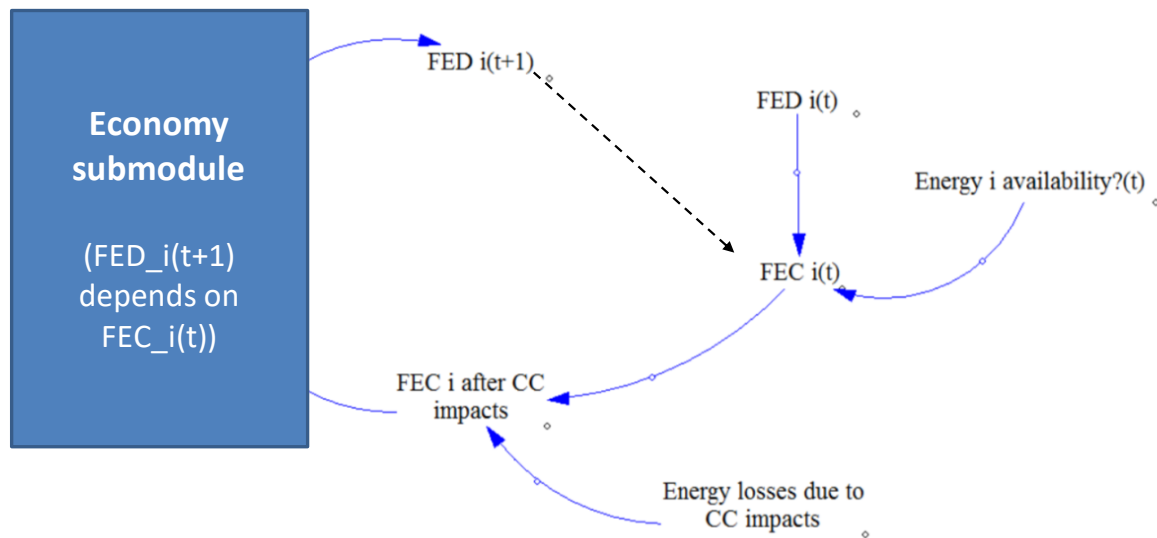 Economy
submodule
(FED_i(t+1)
depends on
FEC_i(t))
FED i(t+1)
FED i(t)
Energy i availability?(t)
FEC i(t)
FEC i after CC
impacts
Energy losses due to
CC impacts